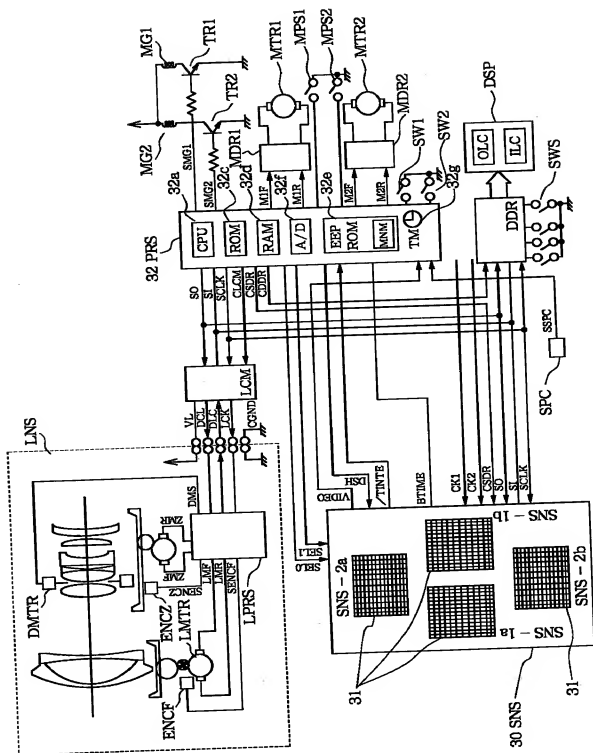 LNS
DMTR
ENCZ
ENCF
LMTR
ZMR
ZMF
SENCZ
LMF
LMR
SENCF
DMS
LPRS
VL
DCL
DLC
LCK
CGND
LCM
SO
SI
SCLK
CLCM
CSDR
CDDR
32 PRS
32a
CPU
32c
ROM
32d
RAM
32f
A/D
32e
EEP
ROM
MNM
TM
32g
SMG1
SMG2
MG1
MG2
TR1
TR2
MDR1
M1F
M1R
MTR1
MPS1
MPS2
MTR2
M2F
M2R
MDR2
SW1
SW2
DSP
OLC
ILC
DDR
SWS
SSPC
SPC
VIDEO
DSH
/TINTE
BTIME
SEL1
SEL0
CK1
CK2
CSDR
SO
SI
SCLK
SNS-2a
SNS-1b
SNS-1a
SNS-2b
31
31
30 SNS